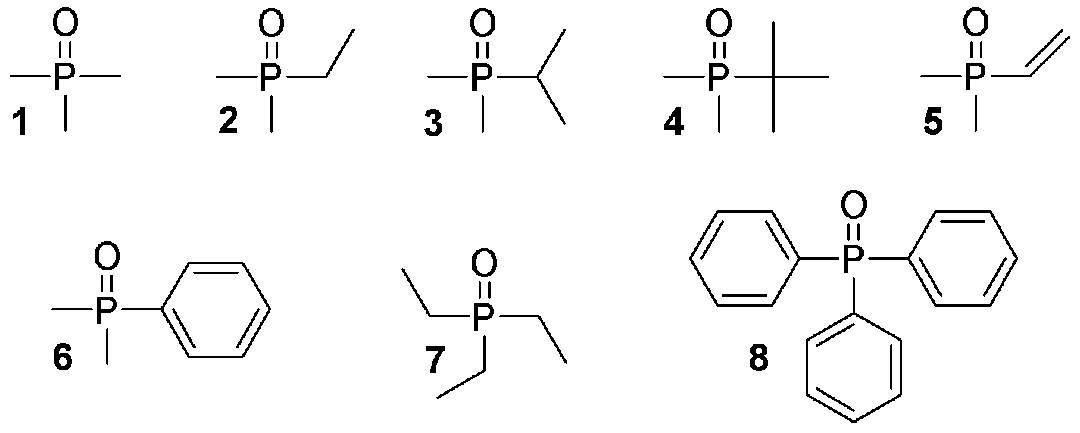 O O O O O
P P P P P
1 2 3 4 5
O O O
P P P
6 7 8